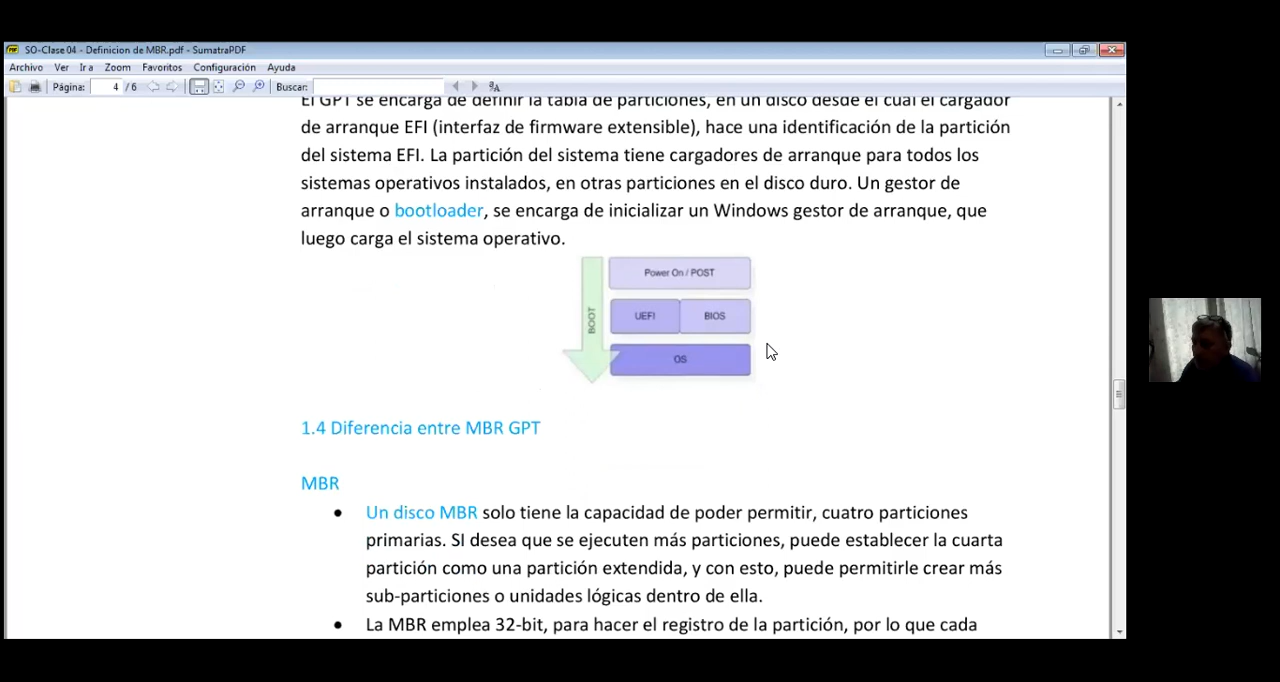 SO-Clase 04 - Definicion de MBR.pdf - SumatraPDF
Archivo Ver Ir a Zoom Favoritos Configuración Ayuda
Página: 4 / 6 Buscar:
El GPT se encarga de definir la tabla de particiones, en un disco desde el cual el cargador
de arranque EFI (interfaz de firmware extensible), hace una identificación de la partición
del sistema EFI. La partición del sistema tiene cargadores de arranque para todos los
sistemas operativos instalados, en otras particiones en el disco duro. Un gestor de
arranque o bootloader, se encarga de inicializar un Windows gestor de arranque, que
luego carga el sistema operativo.
Power On / POST
BOOT
UEFI BIOS
OS
1.4 Diferencia entre MBR GPT
MBR
• Un disco MBR solo tiene la capacidad de poder permitir, cuatro particiones
primarias. SI desea que se ejecuten más particiones, puede establecer la cuarta
partición como una partición extendida, y con esto, puede permitirle crear más
sub-particiones o unidades lógicas dentro de ella.
• La MBR emplea 32-bit, para hacer el registro de la partición, por lo que cada